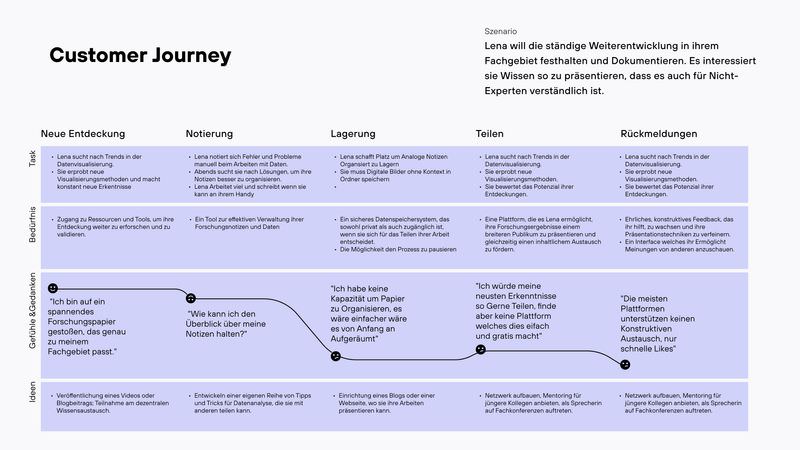 Customer Journey
Szenario
Lena will die ständige Weiterentwicklung in ihrem
Fachgebiet festhalten und Dokumentieren. Es interessiert
sie Wissen so zu präsentieren, dass es auch für Nicht-
Experten verständlich ist.
Neue Entdeckung
Notierung
Lagerung
Teilen
Rückmeldungen
Task
• Lena sucht nach Trends in der
Datenvisualisierung.
• Sie erprobt neue
Visualisierungsmethoden und macht
konstant neue Erkentnisse
• Lena notiert sich Fehler und Probleme
manuell beim Arbeiten mit Daten.
• Abends sucht sie nach Lösungen, um ihre
Notizen besser zu organisieren.
• Lena Arbeitet viel und schreibt wenn sie
kann an ihrem Handy
• Lena schafft Platz um Analoge Notizen
Organsiert zu Lagern
• Sie muss Digitale Bilder ohne Kontext in
Ordner speichern
•
• Lena sucht nach Trends in der
Datenvisualisierung.
• Sie erprobt neue
Visualisierungsmethoden.
• Sie bewertet das Potenzial ihrer
Entdeckungen.
• Lena sucht nach Trends in der
Datenvisualisierung.
• Sie erprobt neue
Visualisierungsmethoden.
• Sie bewertet das Potenzial ihrer
Entdeckungen.
Bedürfnis
• Zugang zu Ressourcen und Tools, um ihre
Entdeckung weiter zu erforschen und zu
validieren.
• Ein Tool zur effektiven Verwaltung ihrer
Forschungsnotizen und Daten
• Ein sicheres Datenspeichersystem, das
sowohl privat als auch zugänglich ist,
wenn sie sich für das Teilen ihrer Arbeit
entscheidet.
• Die Möglichkeit den Prozess zu pausieren
• Eine Plattform, die es Lena ermöglicht,
ihre Forschungsergebnisse einem
breiteren Publikum zu präsentieren und
gleichzeitig einen inhaltlichem Austausch
zu fördern.
• Ehrliches, konstruktives Feedback, das
ihr hilft, zu wachsen und ihre
Präsentationstechniken zu verfeinern.
• Ein Interface welches ihr Ermöglicht
Meinungen von anderen anzuschauen.
Gefühle &Gedanken
"Ich bin auf ein
spannendes
Forschungspapier
gestoßen, das genau
zu meinem
Fachgebiet passt."
"Wie kann ich den
Überblick über meine
Notizen halten?"
"Ich habe keine
Kapazität um Papier
zu Organisieren, es
wäre einfacher wäre
es von Anfang an
Aufgeräumt"
"Ich würde meine
neusten Erkenntnisse
so Gerne Teilen, finde
aber keine Plattform
welches dies eifach
und gratis macht"
"Die meisten
Plattformen
unterstützen keinen
Konstruktiven
Austausch, nur
schnelle Likes"
Ideen
• Veröffentlichung eines Videos oder
Blogbeitrags; Teilnahme am dezentralen
Wissensaustausch.
• Entwickeln einer eigenen Reihe von Tipps
und Tricks für Datenanalyse, die sie mit
anderen teilen kann.
• Einrichtung eines Blogs oder einer
Webseite, wo sie ihre Arbeiten
präsentieren kann.
• Netzwerk aufbauen, Mentoring für
jüngere Kollegen anbieten, als Sprecherin
auf Fachkonferenzen auftreten.
• Netzwerk aufbauen, Mentoring für
jüngere Kollegen anbieten, als Sprecherin
auf Fachkonferenzen auftreten.